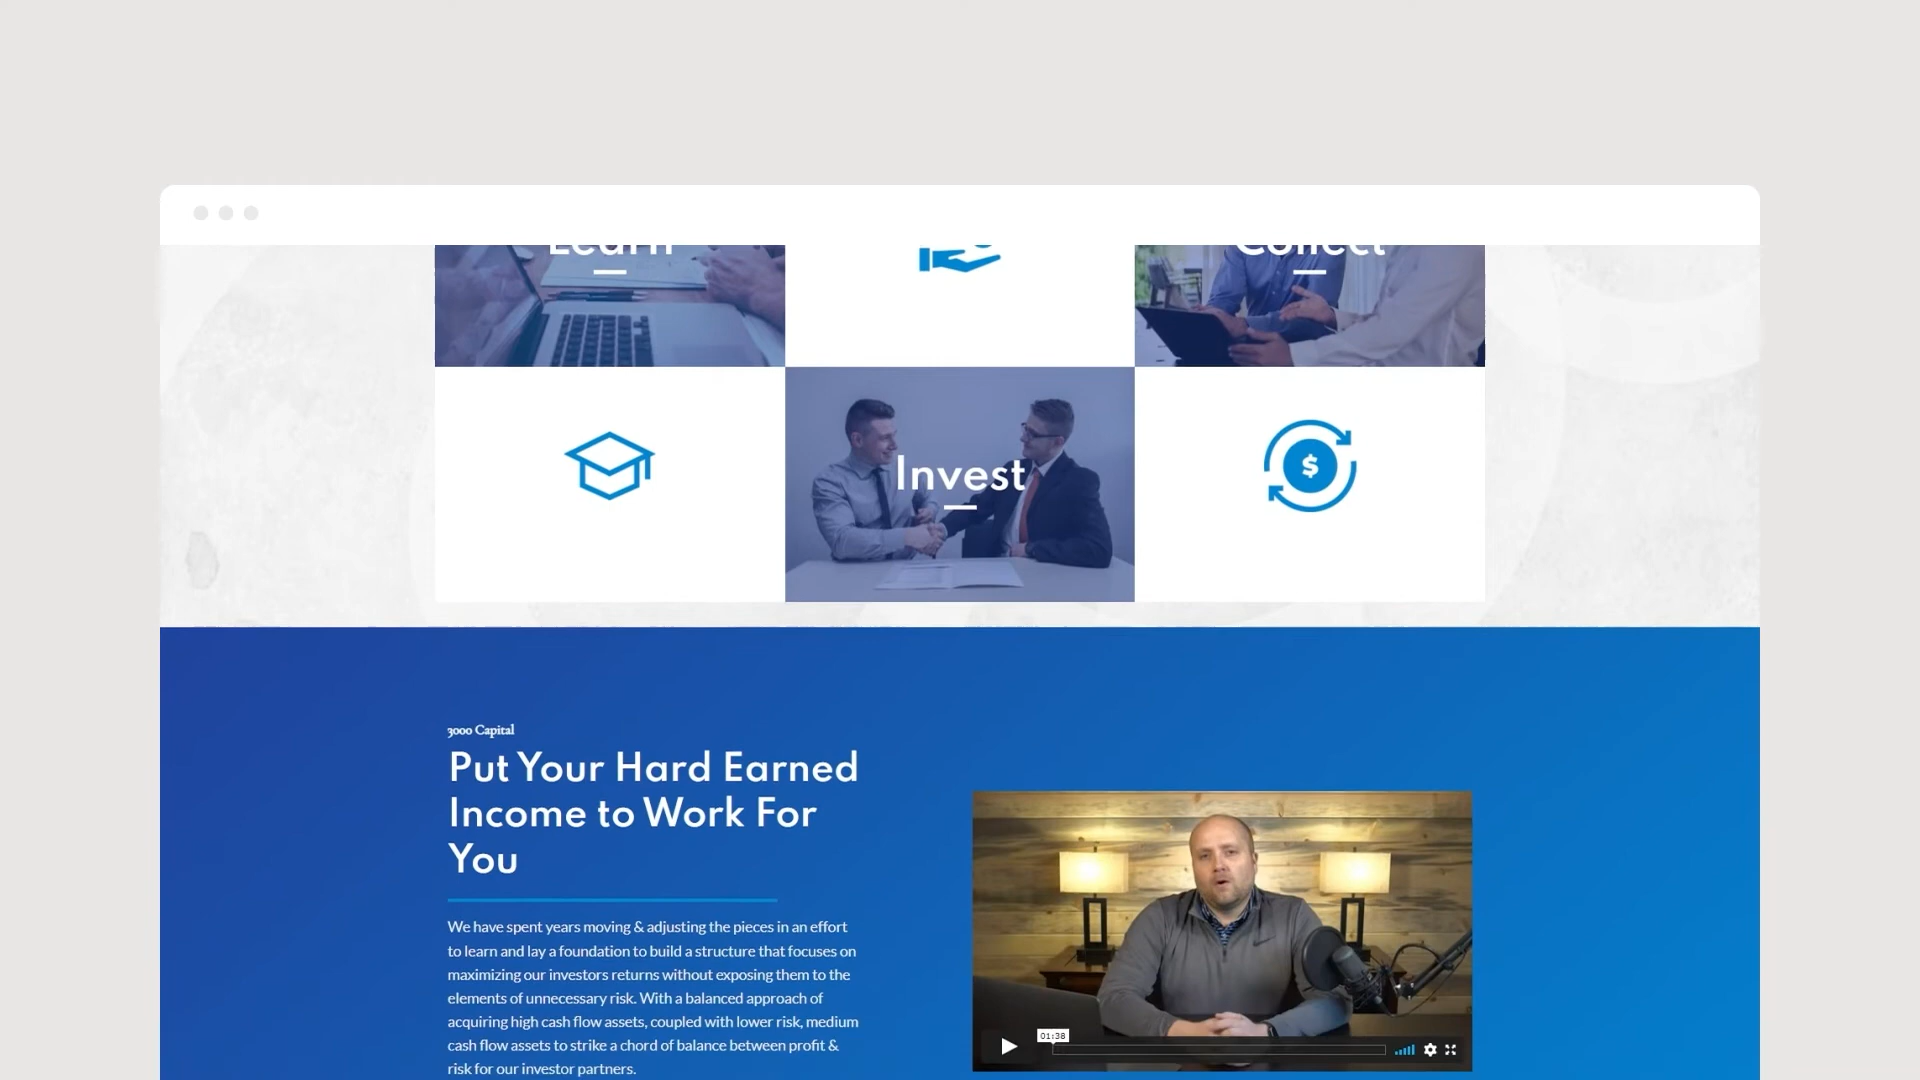 Learn
Collect
Invest
$
3000 Capital
Put Your Hard Earned
Income to Work For
You
We have spent years moving & adjusting the pieces in an effort
to learn and lay a foundation to build a structure that focuses on
maximizing our investors returns without exposing them to the
elements of unnecessary risk. With a balanced approach of
acquiring high cash flow assets, coupled with lower risk, medium
cash flow assets to strike a chord of balance between profit &
risk for our investor partners.
01:38